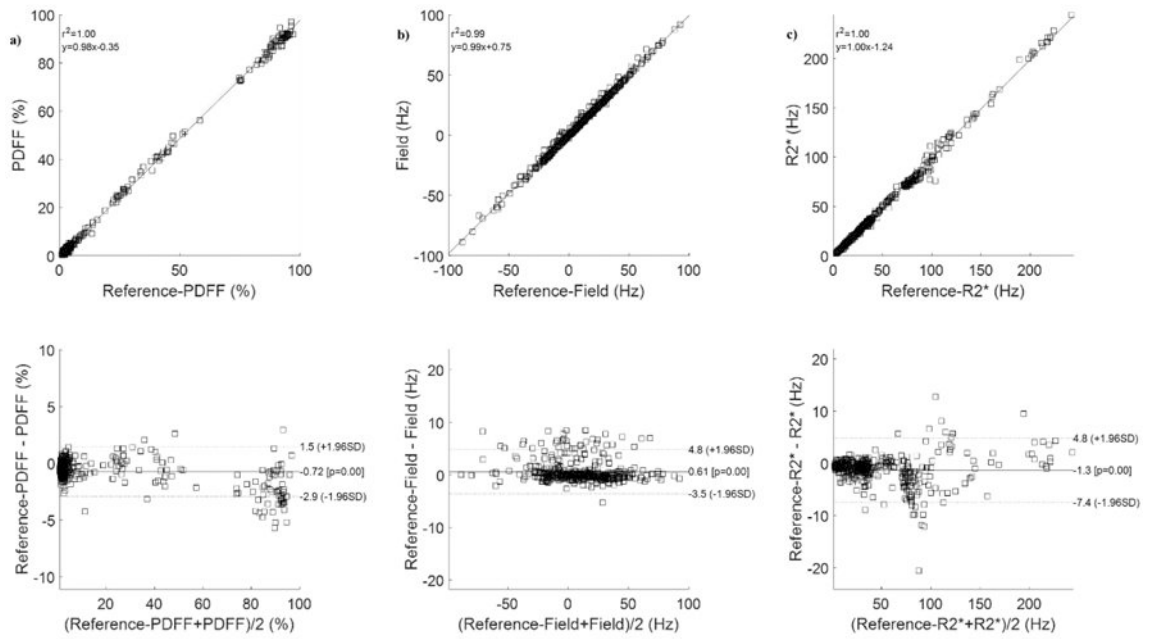 a)
r²=1.00
y=0.98x-0.35
100
80
60
40
20
0
0
50
100
PDFF (%)
Reference-PDFF (%)
b)
r²=0.99
y=0.99x+0.75
100
50
0
-50
-100
-100
-50
0
50
100
Field (Hz)
Reference-Field (Hz)
c)
r²=1.00
y=1.00x-1.24
200
150
100
50
0
50
100
150
200
R2* (Hz)
Reference-R2* (Hz)
10
5
0
-5
-10
20
40
60
80
100
Reference-PDFF - PDFF (%)
(Reference-PDFF+PDFF)/2 (%)
1.5 (+1.96SD)
-0.72 [p=0.00]
-2.9 (-1.96SD)
20
10
0
-10
-20
-50
0
50
100
Reference-Field - Field (Hz)
(Reference-Field+Field)/2 (Hz)
4.8 (+1.96SD)
0.61 [p=0.00]
-3.5 (-1.96SD)
20
10
0
-10
-20
50
100
150
200
Reference-R2* - R2* (Hz)
(Reference-R2*+R2*)/2 (Hz)
4.8 (+1.96SD)
-1.3 [p=0.00]
-7.4 (-1.96SD)